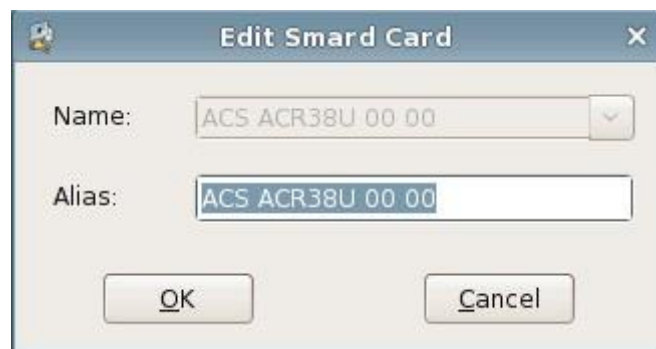 Edit Smard Card
Name: ACS ACR38U 00 00
Alias: ACS ACR38U 00 00
OK Cancel